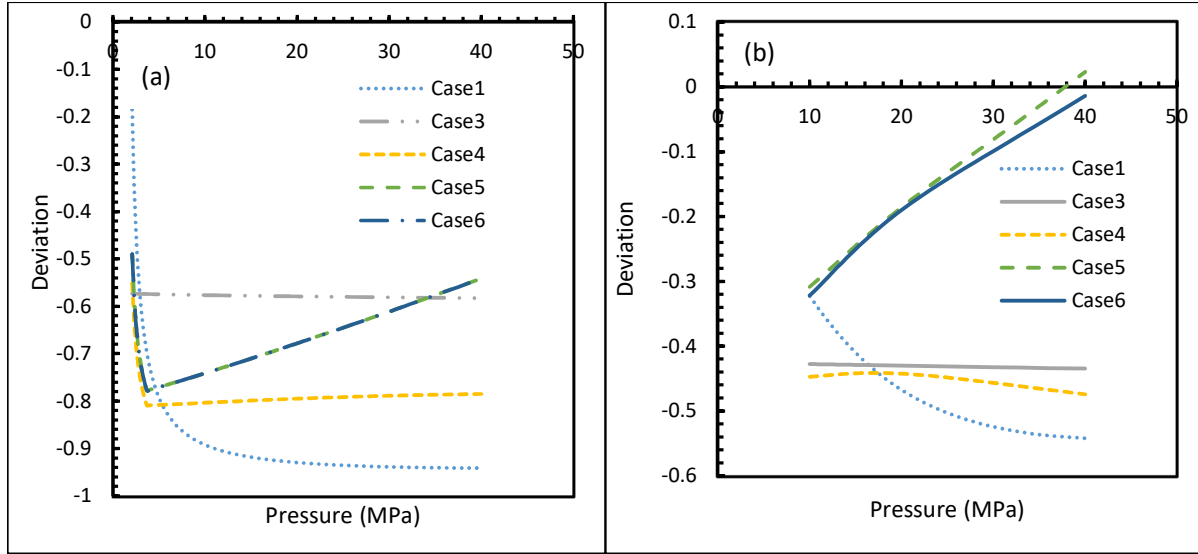 0
0 10 20 30 40 50
-0.1
(a)
-0.2
-0.3
-0.4
-0.5
-0.6
-0.7
-0.8
-0.9
-1
Deviation
Pressure (MPa)
Case1
Case3
Case4
Case5
Case6
0.1
(b)
0
0 10 20 30 40 50
-0.1
-0.2
-0.3
-0.4
-0.5
-0.6
Deviation
Pressure (MPa)
Case1
Case3
Case4
Case5
Case6